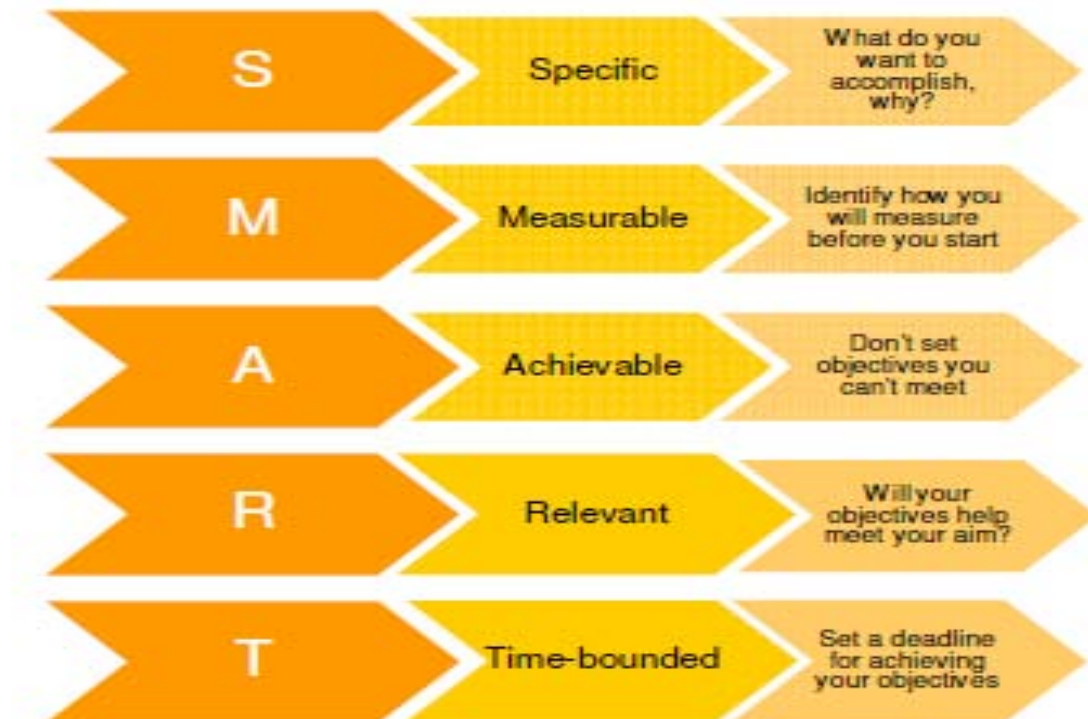 S
Specific
What do you
want to
accomplish,
why?
M
Measurable
Identify how you
will measure
before you start
A
Achievable
Don't set
objectives you
can't meet
R
Relevant
Will your
objectives help
meet your aim?
T
Time-bounded
Set a deadline
for achieving
your objectives